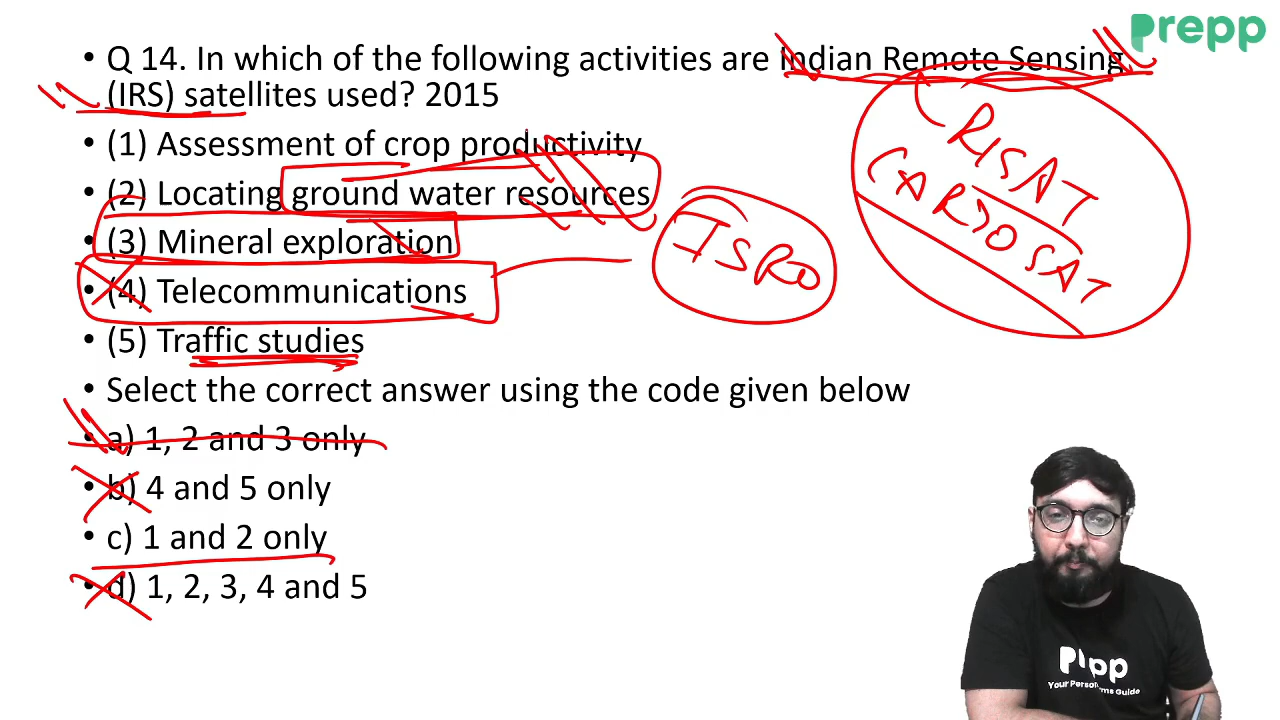 Prepp
• Q 14. In which of the following activities are Indian Remote Sensing
(IRS) satellites used? 2015
• (1) Assessment of crop productivity
• (2) Locating ground water resources
• (3) Mineral exploration
• (4) Telecommunications
• (5) Traffic studies
• Select the correct answer using the code given below
• a) 1, 2 and 3 only
• b) 4 and 5 only
• c) 1 and 2 only
• d) 1, 2, 3, 4 and 5
RISAT
CARTOSAT
ISRO
Prepp